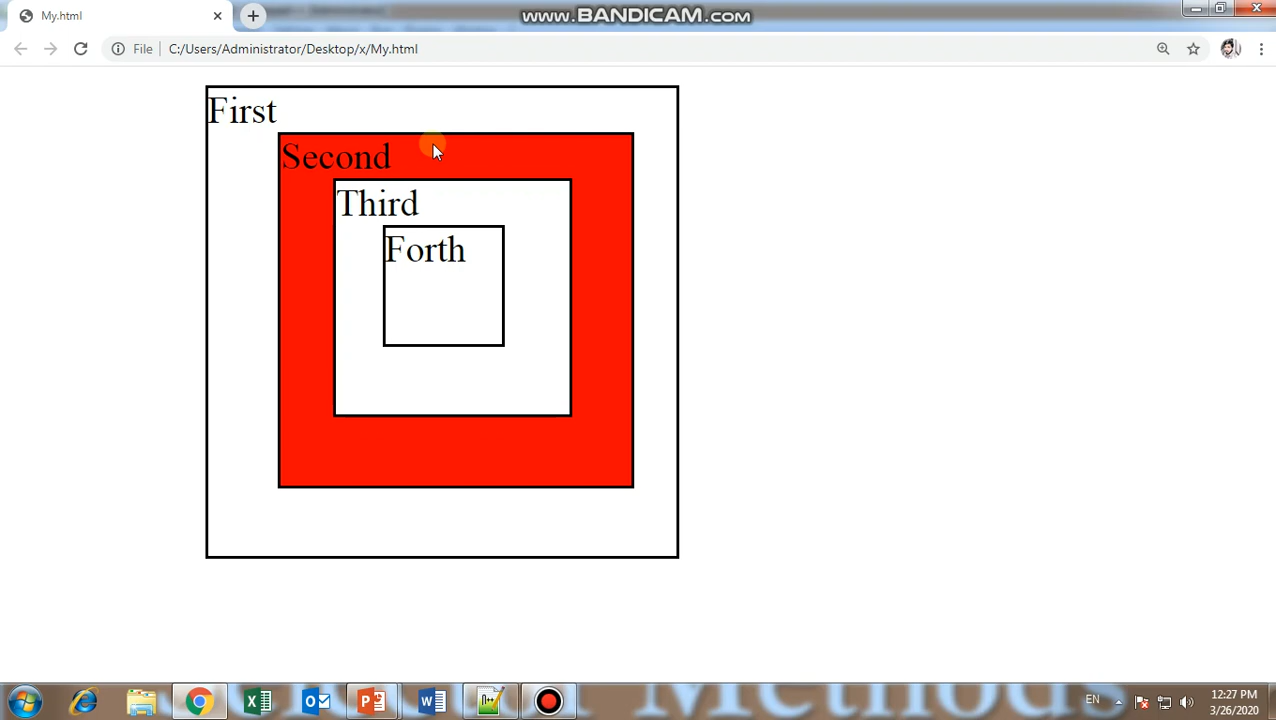 My.html
www.BANDICAM.com
File
C:/Users/Administrator/Desktop/x/My.html
First
Second
Third
Forth
EN
12:27 PM
3/26/2020